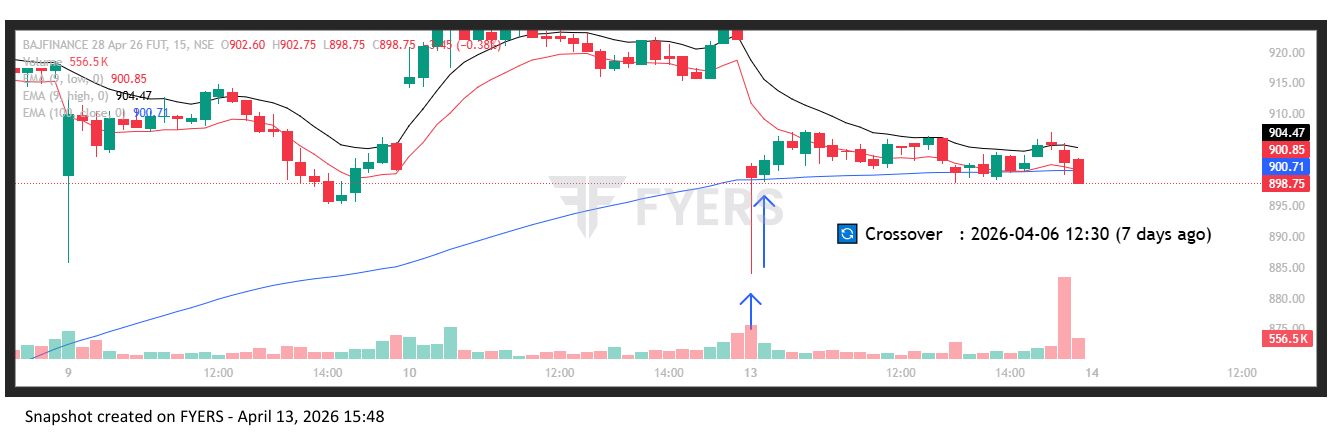 BAJFINANCE 28 Apr 26 FUT, 15, NSE O902.60 H902.75 L898.75 C898.75 (−0.38%)
Volume 556.5K
EMA (9, low, 0) 900.85
EMA (9, high, 0) 904.47
EMA (100, close, 0) 900.71
920.00
915.00
910.00
904.47
900.85
900.71
898.75
895.00
890.00
885.00
880.00
875.00
556.5K
FYERS
Crossover : 2026-04-06 12:30 (7 days ago)
9 12:00 14:00 10 12:00 14:00 13 12:00 14:00 14 12:00
Snapshot created on FYERS - April 13, 2026 15:48